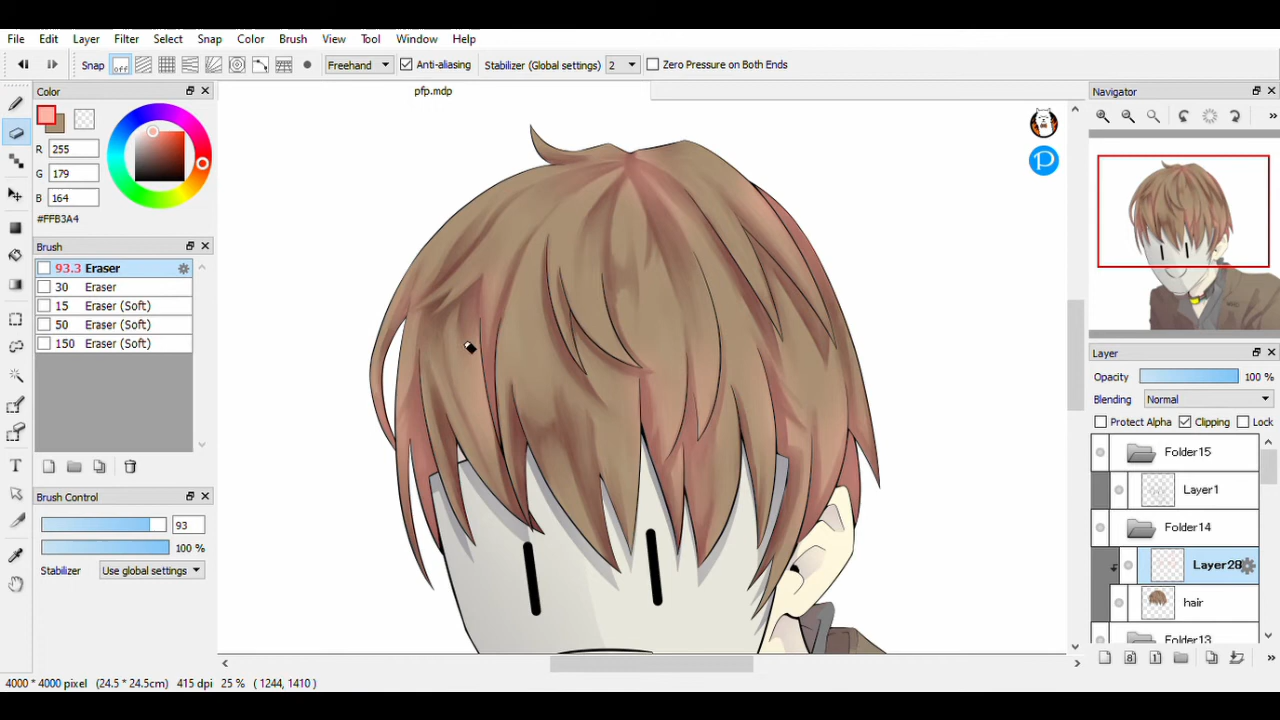 File Edit Layer Filter Select Snap Color Brush View Tool Window Help
Snap off Freehand Anti-aliasing Stabilizer (Global settings) 2 Zero Pressure on Both Ends
Color
R 255
G 179
B 164
#FFB3A4
Brush
93.3 Eraser
30 Eraser
15 Eraser (Soft)
50 Eraser (Soft)
150 Eraser (Soft)
Brush Control
93
100 %
Stabilizer Use global settings
pfp.mdp
Navigator
»
Layer
Opacity 100 %
Blending Normal
Protect Alpha Clipping Lock
Folder15
Layer1
Folder14
Layer28
hair
Folder13
8 1 »
4000 * 4000 pixel (24.5 * 24.5cm) 415 dpi 25 % ( 1244, 1410 )